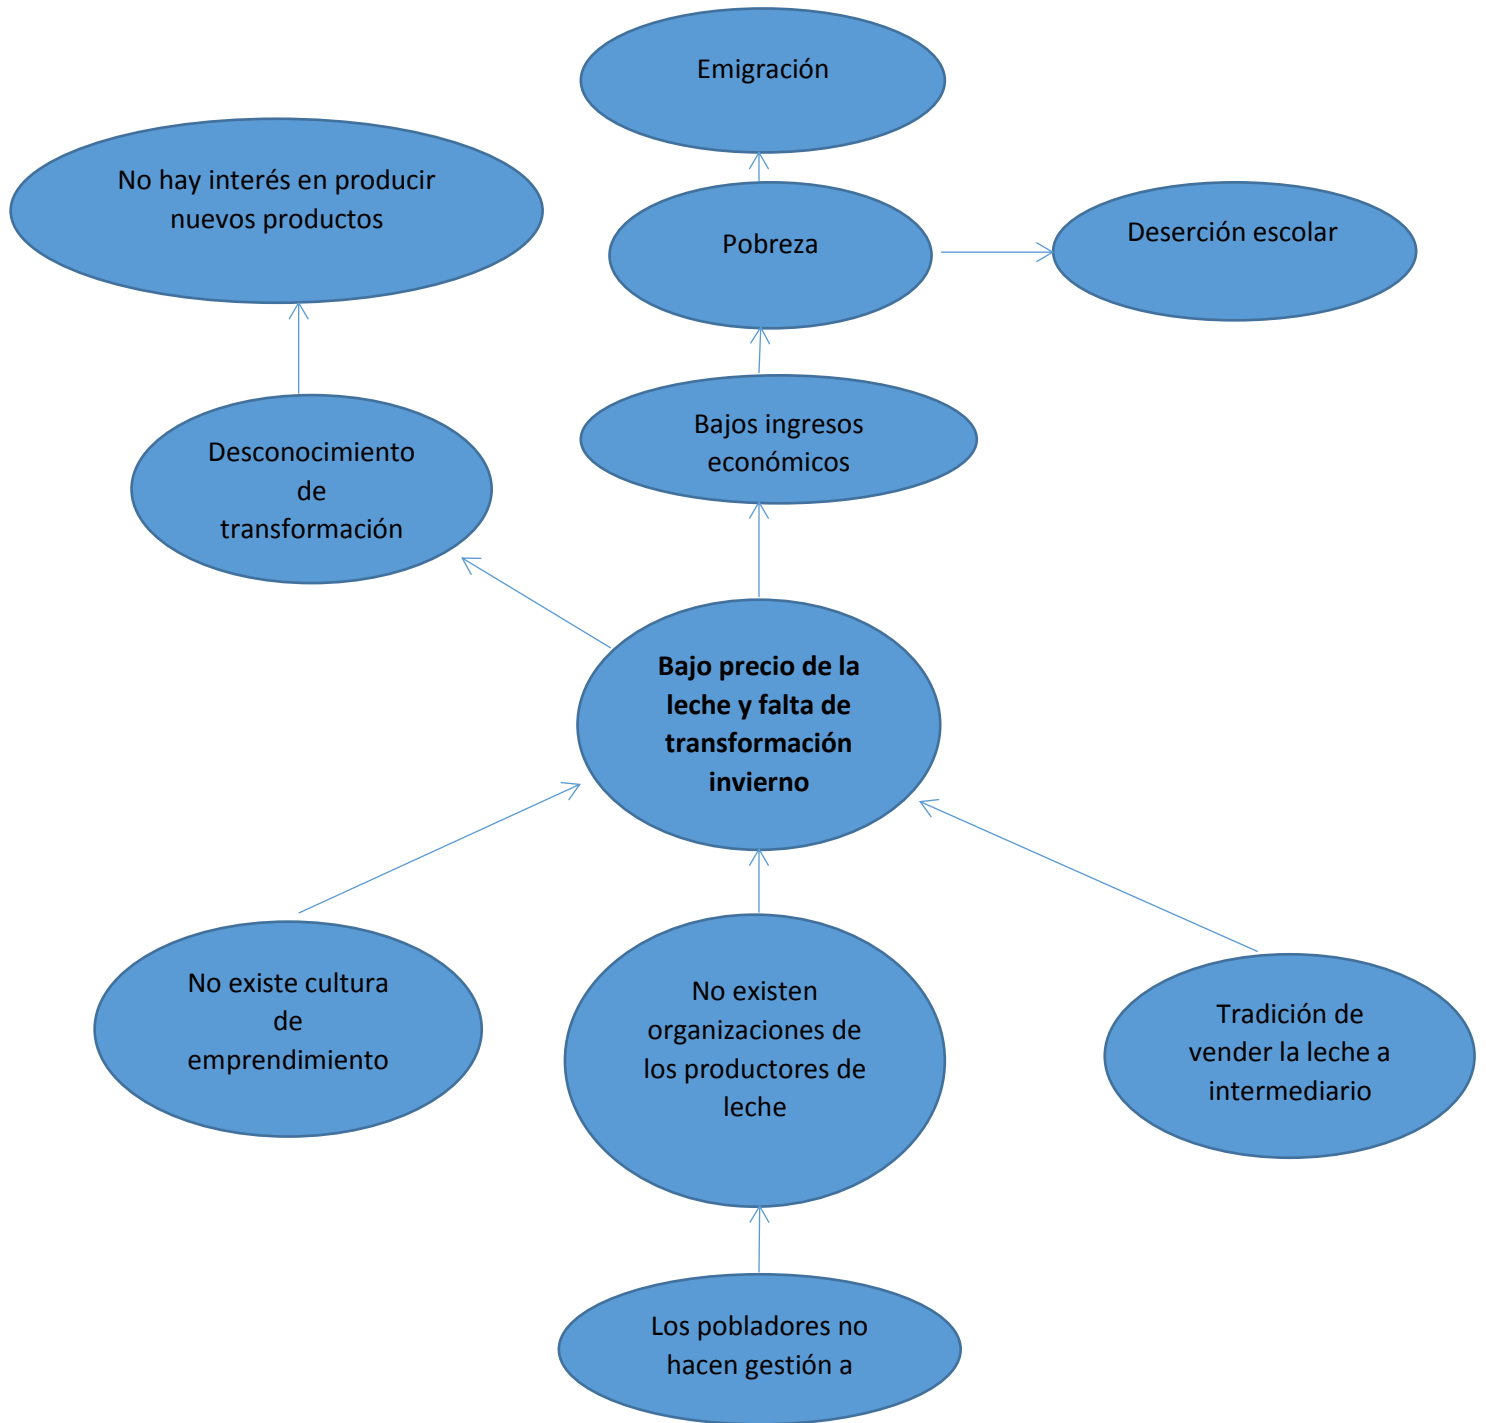 Emigración
No hay interés en producir
nuevos productos
Pobreza
Deserción escolar
Bajos ingresos
económicos
Desconocimiento
de
transformación
Bajo precio de la
leche y falta de
transformación
invierno
No existe cultura
de
emprendimiento
No existen
organizaciones de
los productores de
leche
Tradición de
vender la leche a
intermediario
Los pobladores no
hacen gestión a